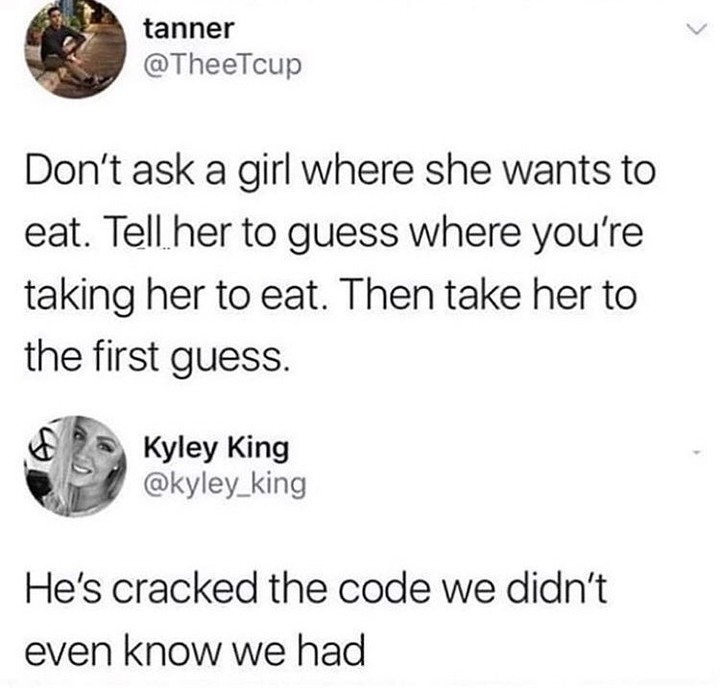 tanner
@TheeTcup
Don't ask a girl where she wants to
eat. Tell her to guess where you're
taking her to eat. Then take her to
the first guess.
Kyley King
@kyley_king
He's cracked the code we didn't
even know we had